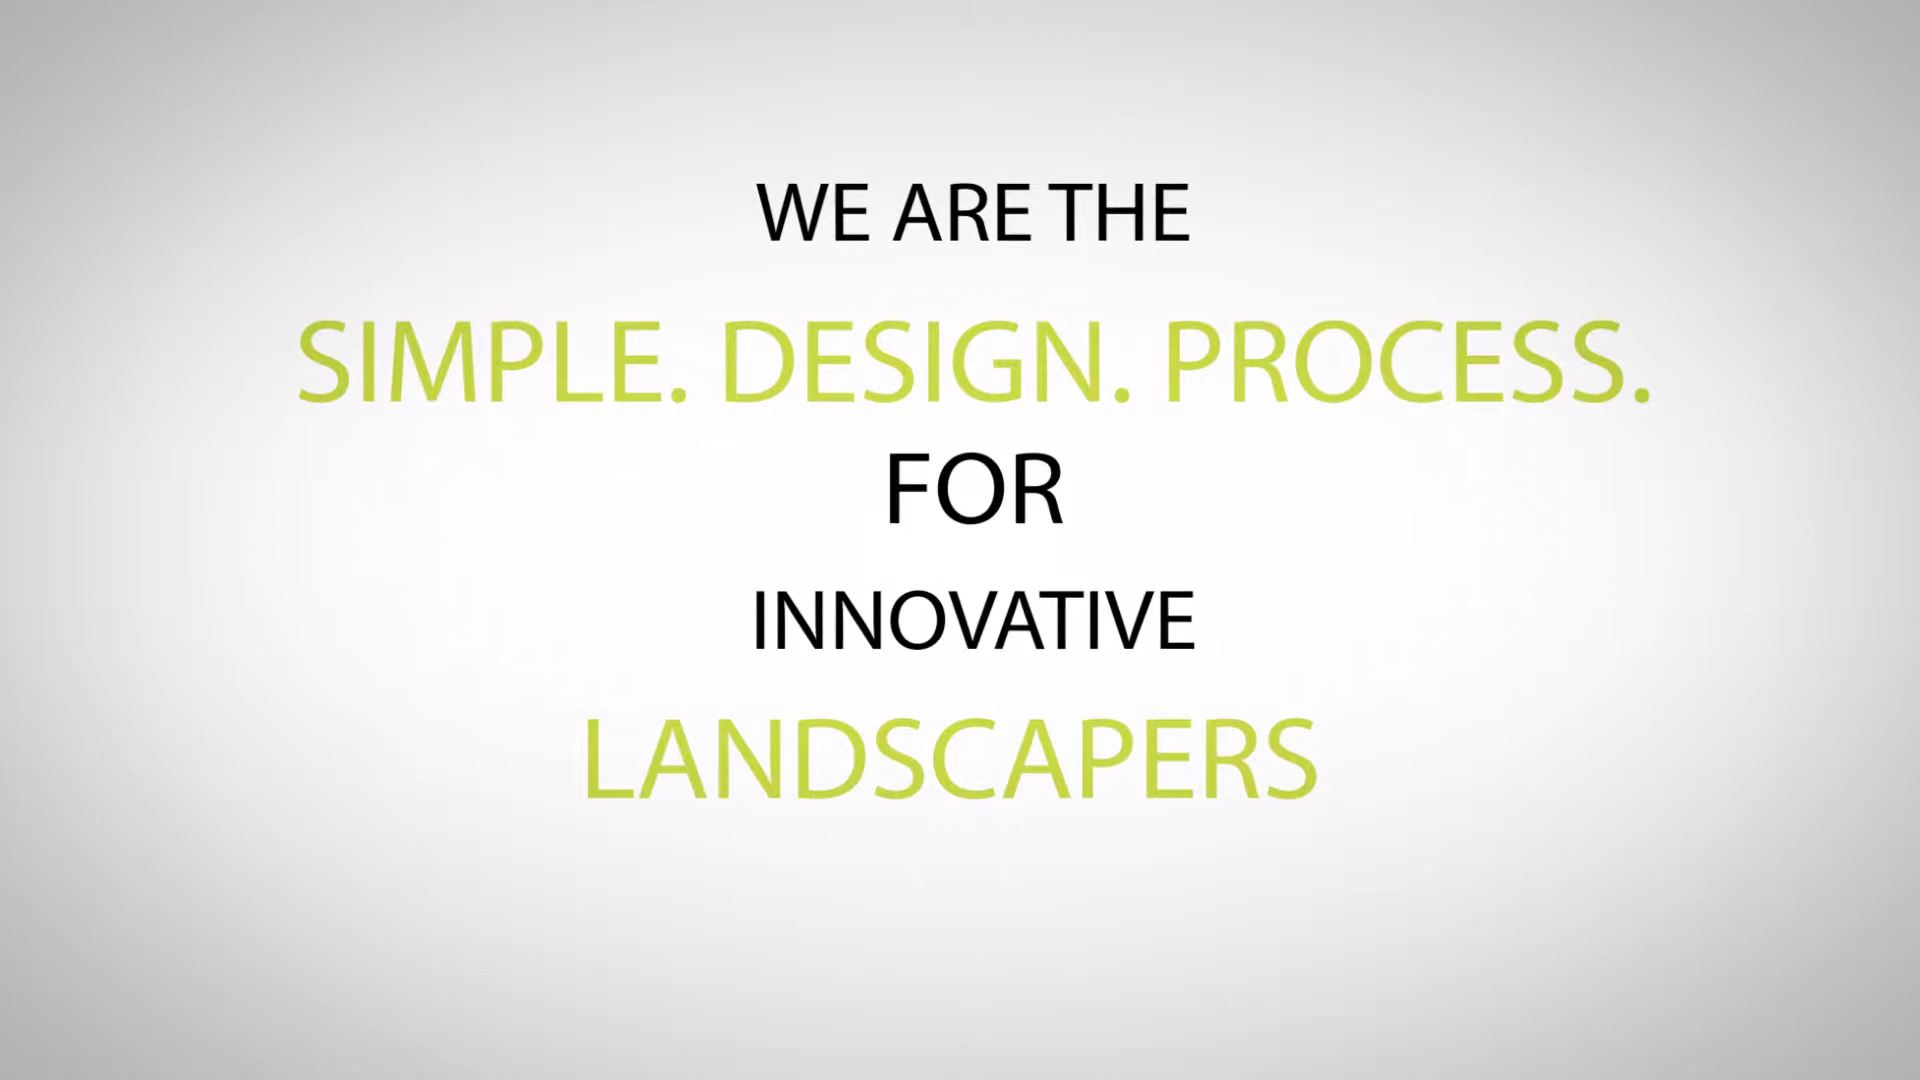 WE ARE THE
SIMPLE. DESIGN. PROCESS.
FOR
INNOVATIVE
LANDSCAPERS